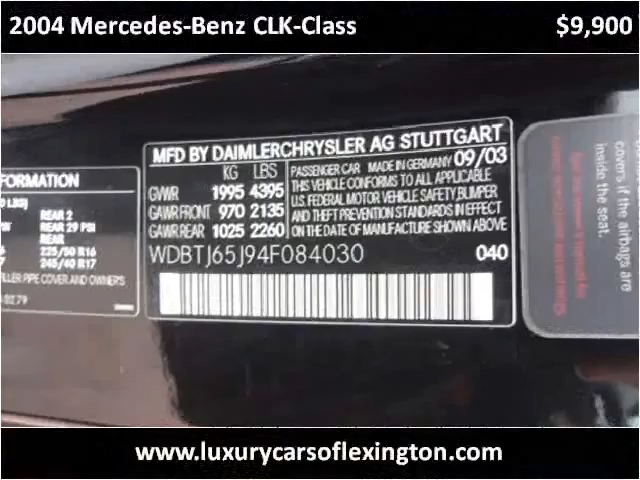 2004 Mercedes-Benz CLK-Class $9,900
MFD BY DAIMLERCHRYSLER AG STUTTGART
KG LBS
GVWR 1995 4395
GAWR FRONT 970 2135
GAWR REAR 1025 2260
PASSENGER CAR MADE IN GERMANY 09/03
THIS VEHICLE CONFORMS TO ALL APPLICABLE
U.S. FEDERAL MOTOR VEHICLE SAFETY, BUMPER
AND THEFT PREVENTION STANDARDS IN EFFECT
ON THE DATE OF MANUFACTURE SHOWN ABOVE
WDBTJ65J94F084030 040
FORMATION
REAR 2
REAR 29 PSI
REAR
225/50 R16
245/40 R17
FILLER PIPE COVER AND OWNER'S
covers if the airbags are
inside the
www.luxurycarsoflexington.com